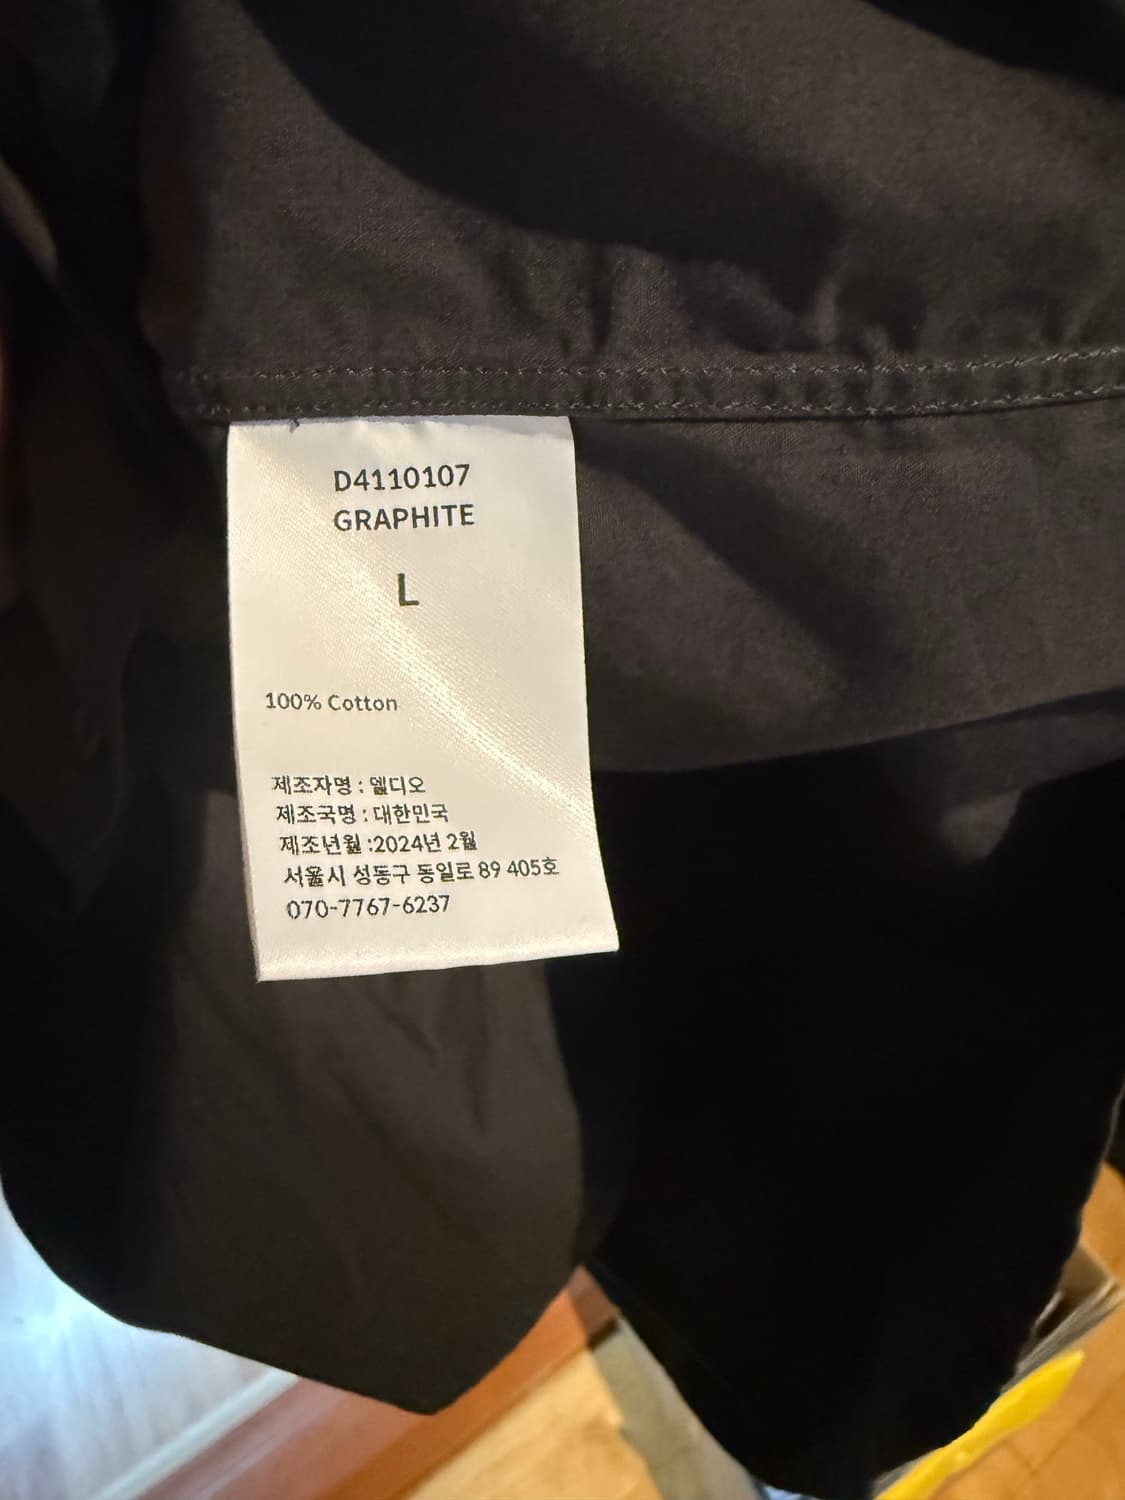 D4110107
GRAPHITE
L
100% Cotton
제조자명 : 엘디오
제조국명 : 대한민국
제조년월 :2024년 2월
서울시 성동구 동일로 89 405호
070-7767-6237